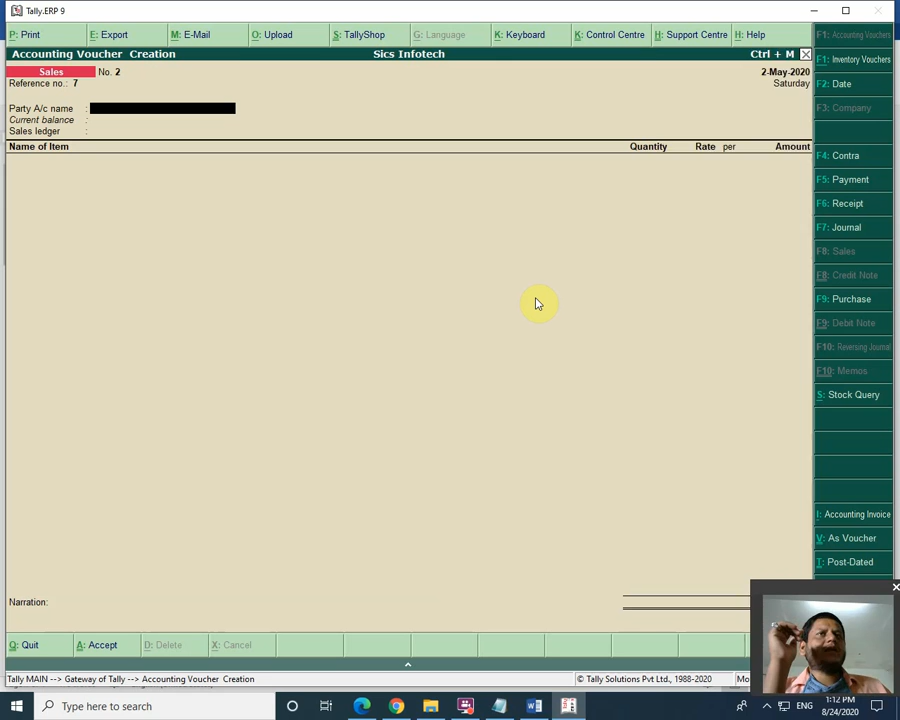 Tally.ERP 9
P: Print
E: Export
M: E-Mail
O: Upload
S: TallyShop
G: Language
K: Keyboard
K: Control Centre
H: Support Centre
H: Help
Accounting Voucher Creation
Sics Infotech
Ctrl + M
Sales No. 2
2-May-2020
Reference no.: 7
Saturday
Party A/c name :
Current balance :
Sales ledger :
Name of Item Quantity Rate per Amount
Narration:
F1: Accounting Vouchers
F1: Inventory Vouchers
F2: Date
F3: Company
F4: Contra
F5: Payment
F6: Receipt
F7: Journal
F8: Sales
F8: Credit Note
F9: Purchase
F9: Debit Note
F10: Reversing Journal
F10: Memos
S: Stock Query
I: Accounting Invoice
V: As Voucher
T: Post-Dated
Q: Quit
A: Accept
D: Delete
X: Cancel
Tally MAIN --> Gateway of Tally --> Accounting Voucher Creation
© Tally Solutions Pvt Ltd., 1988-2020
Type here to search
ENG
1:12 PM
8/24/2020